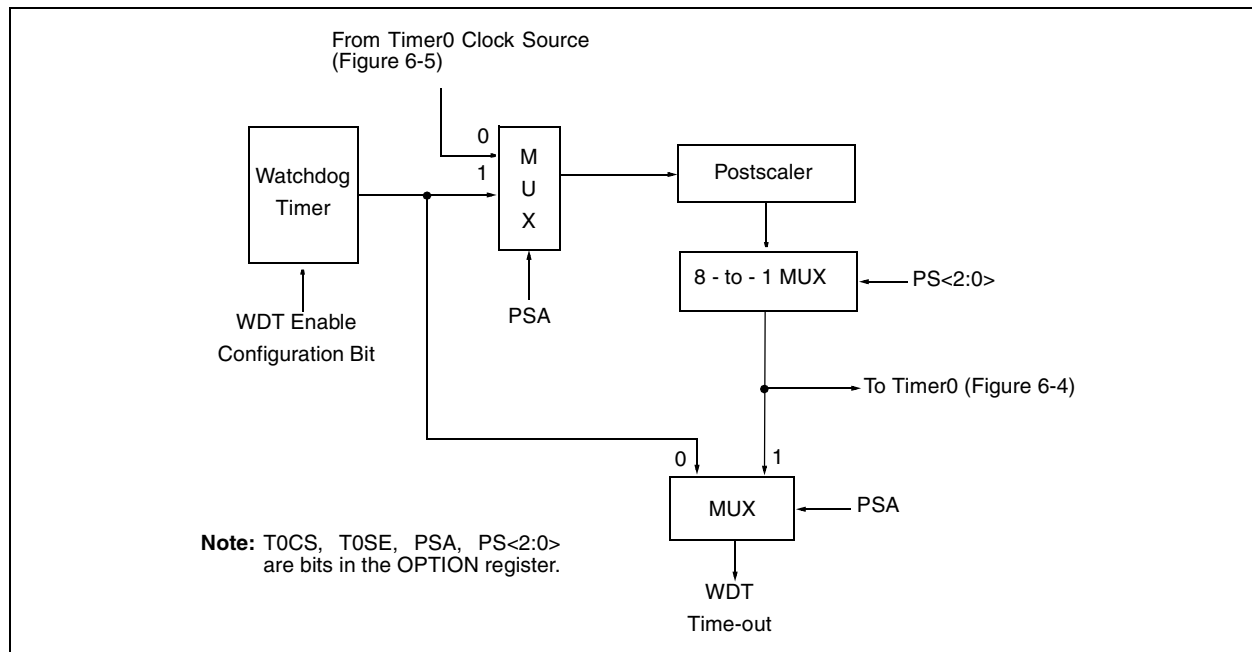 From Timer0 Clock Source
(Figure 6-5)
0
1
M
U
X
Watchdog
Timer
Postscaler
8 - to - 1 MUX
PS<2:0>
PSA
WDT Enable
Configuration Bit
To Timer0 (Figure 6-4)
0
1
MUX
PSA
Note: T0CS, T0SE, PSA, PS<2:0>
are bits in the OPTION register.
WDT
Time-out